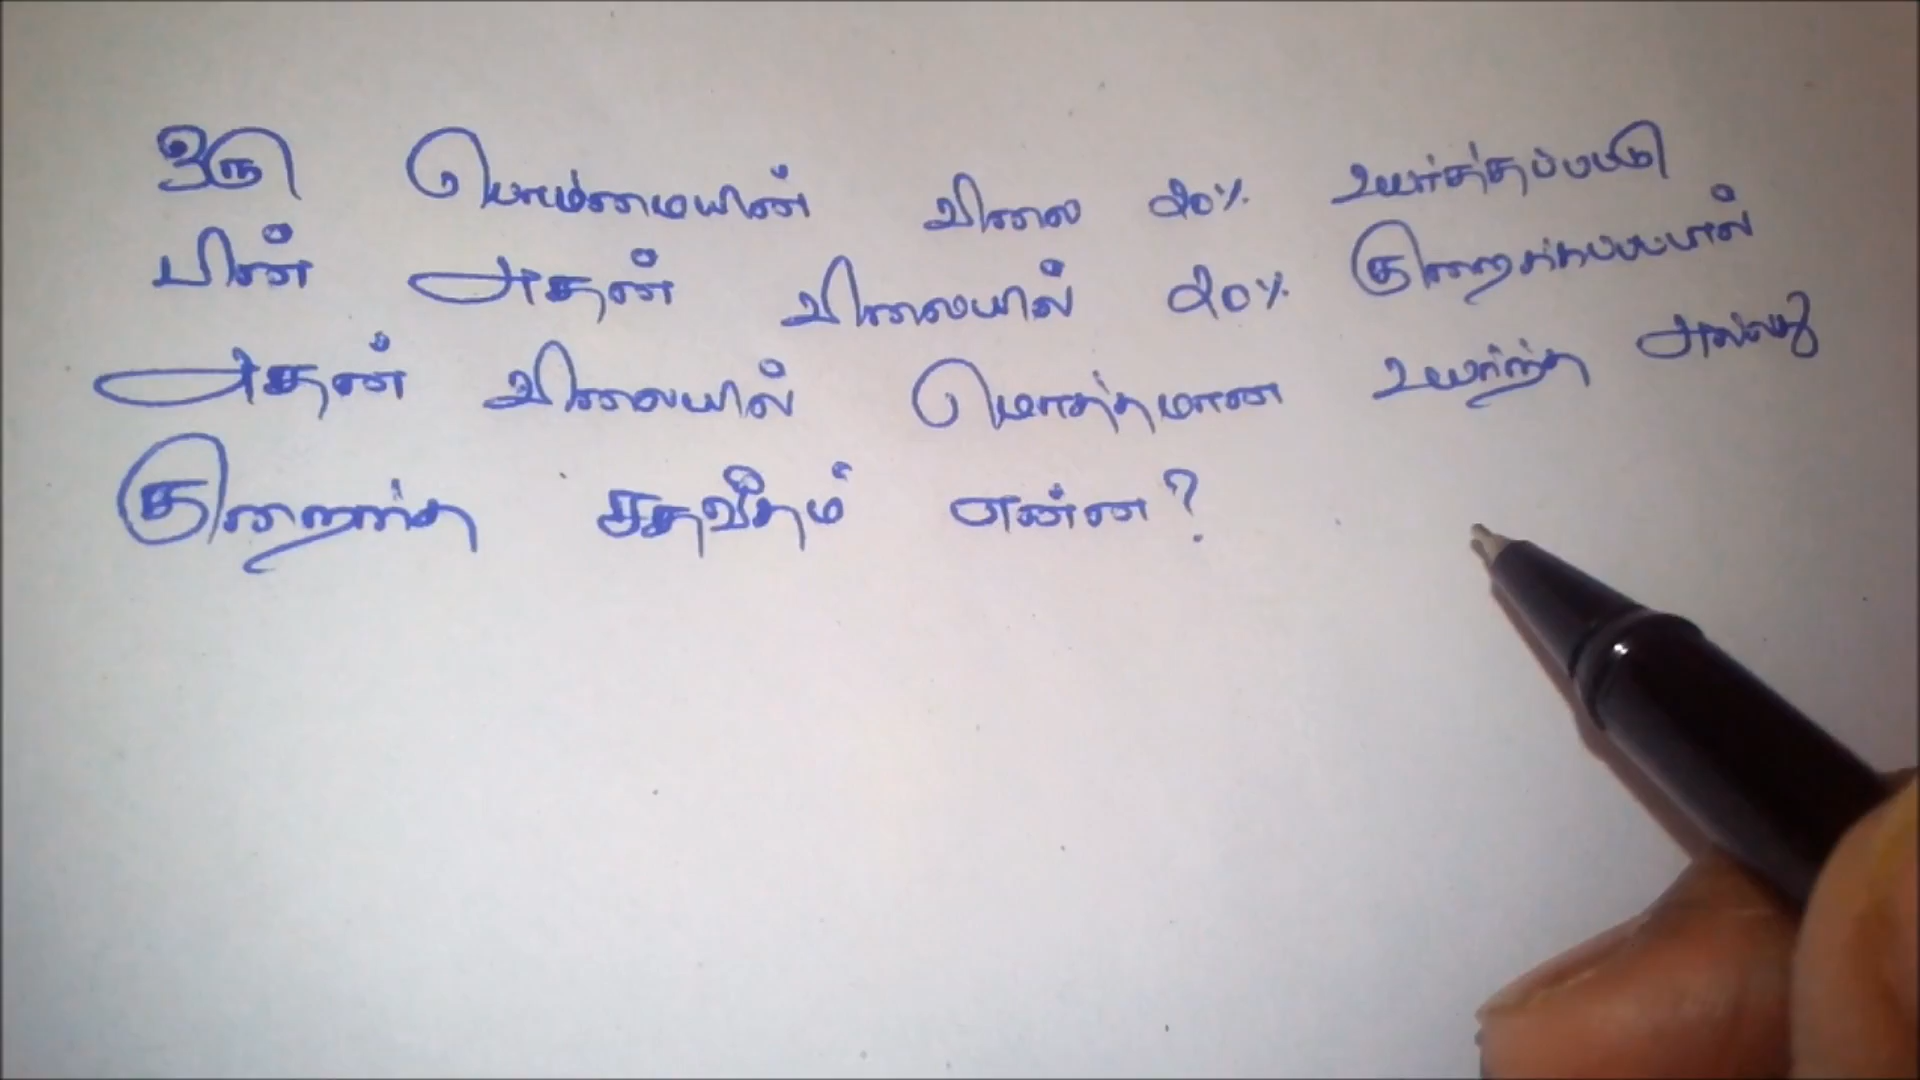 ஒரு பொம்மையின் விலை 20% உயர்த்தப்பட்டு
பின் அதன் விலையில் 20% குறைக்கப்பட்டால்
அதன் விலையில் மொத்தமான உயர்ந்த அல்லது
குறைந்த சதவீதம் என்ன?